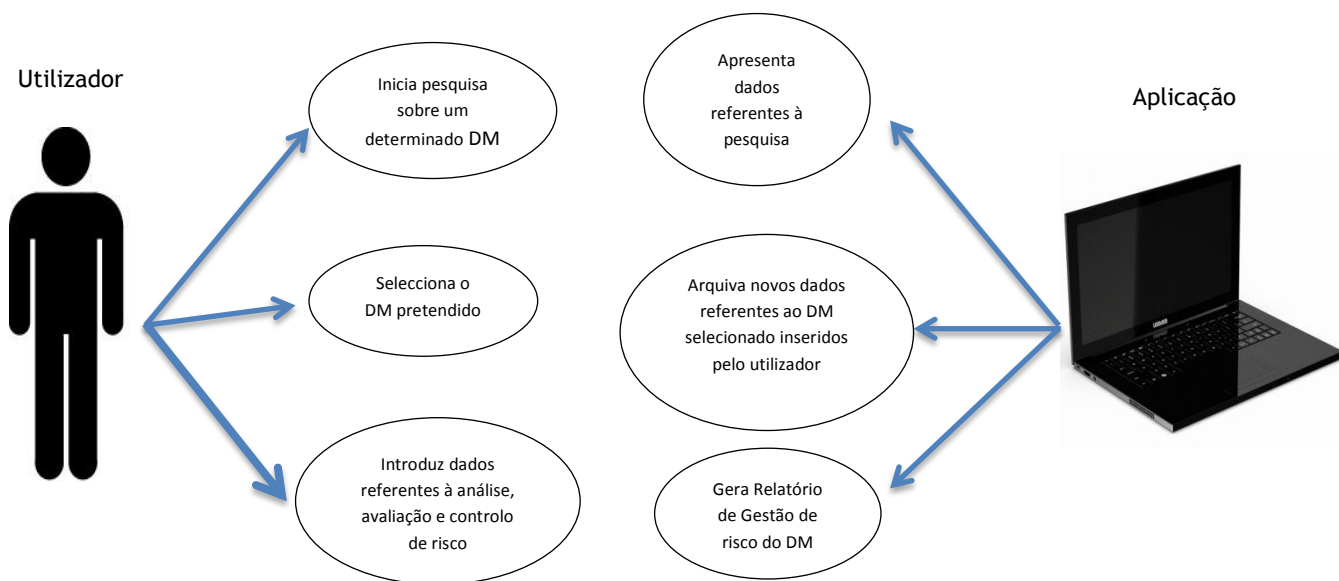 Utilizador
Inicia pesquisa
sobre um
determinado DM
Selecciona o
DM pretendido
Introduz dados
referentes à análise,
avaliação e controlo
de risco
Apresenta
dados
referentes à
pesquisa
Arquiva novos dados
referentes ao DM
selecionado inseridos
pelo utilizador
Gera Relatório
de Gestão de
risco do DM
Aplicação